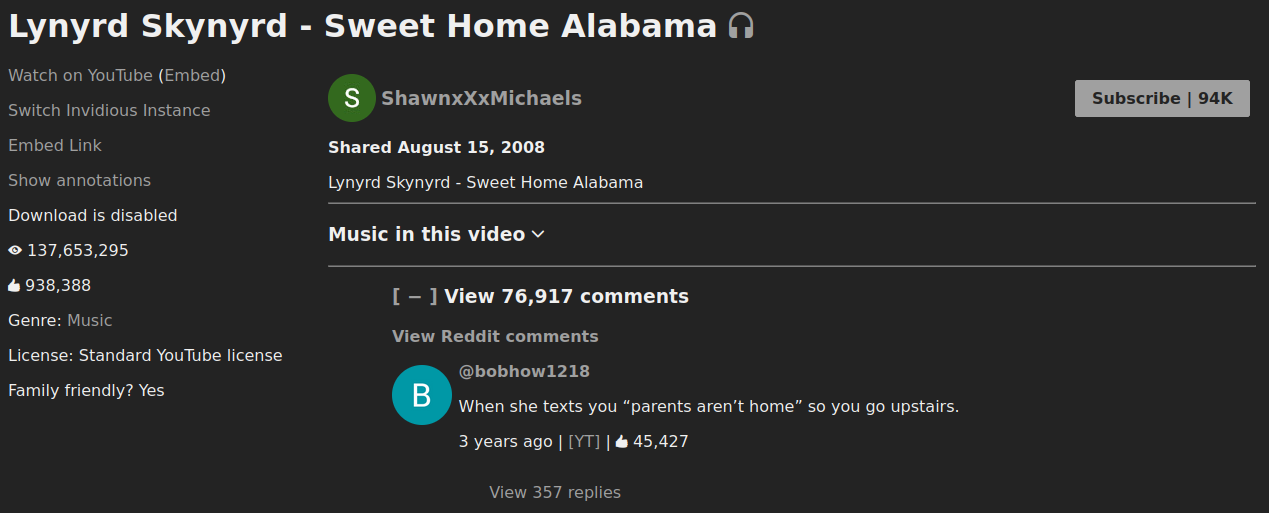 Lynyrd Skynyrd - Sweet Home Alabama
Watch on YouTube (Embed)
Switch Invidious Instance
Embed Link
Show annotations
Download is disabled
137,653,295
938,388
Genre: Music
License: Standard YouTube license
Family friendly? Yes
S
ShawnxXxMichaels
Subscribe | 94K
Shared August 15, 2008
Lynyrd Skynyrd - Sweet Home Alabama
Music in this video
[ − ] View 76,917 comments
View Reddit comments
B
@bobhow1218
When she texts you “parents aren’t home” so you go upstairs.
3 years ago | [YT] | 45,427
View 357 replies